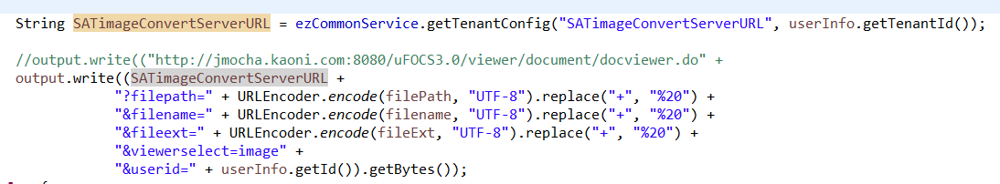 String SATimageConvertServerURL = ezCommonService.getTenantConfig("SATimageConvertServerURL", userInfo.getTenantId());
//output.write(("http://jmocha.kaoni.com:8080/uFOCS3.0/viewer/document/docviewer.do" +
output.write((SATimageConvertServerURL +
"?filepath=" + URLEncoder.encode(filePath, "UTF-8").replace("+", "%20") +
"&filename=" + URLEncoder.encode(filename, "UTF-8").replace("+", "%20") +
"&fileext=" + URLEncoder.encode(fileExt, "UTF-8").replace("+", "%20") +
"&viewerselect=image" +
"&userid=" + userInfo.getId()).getBytes());